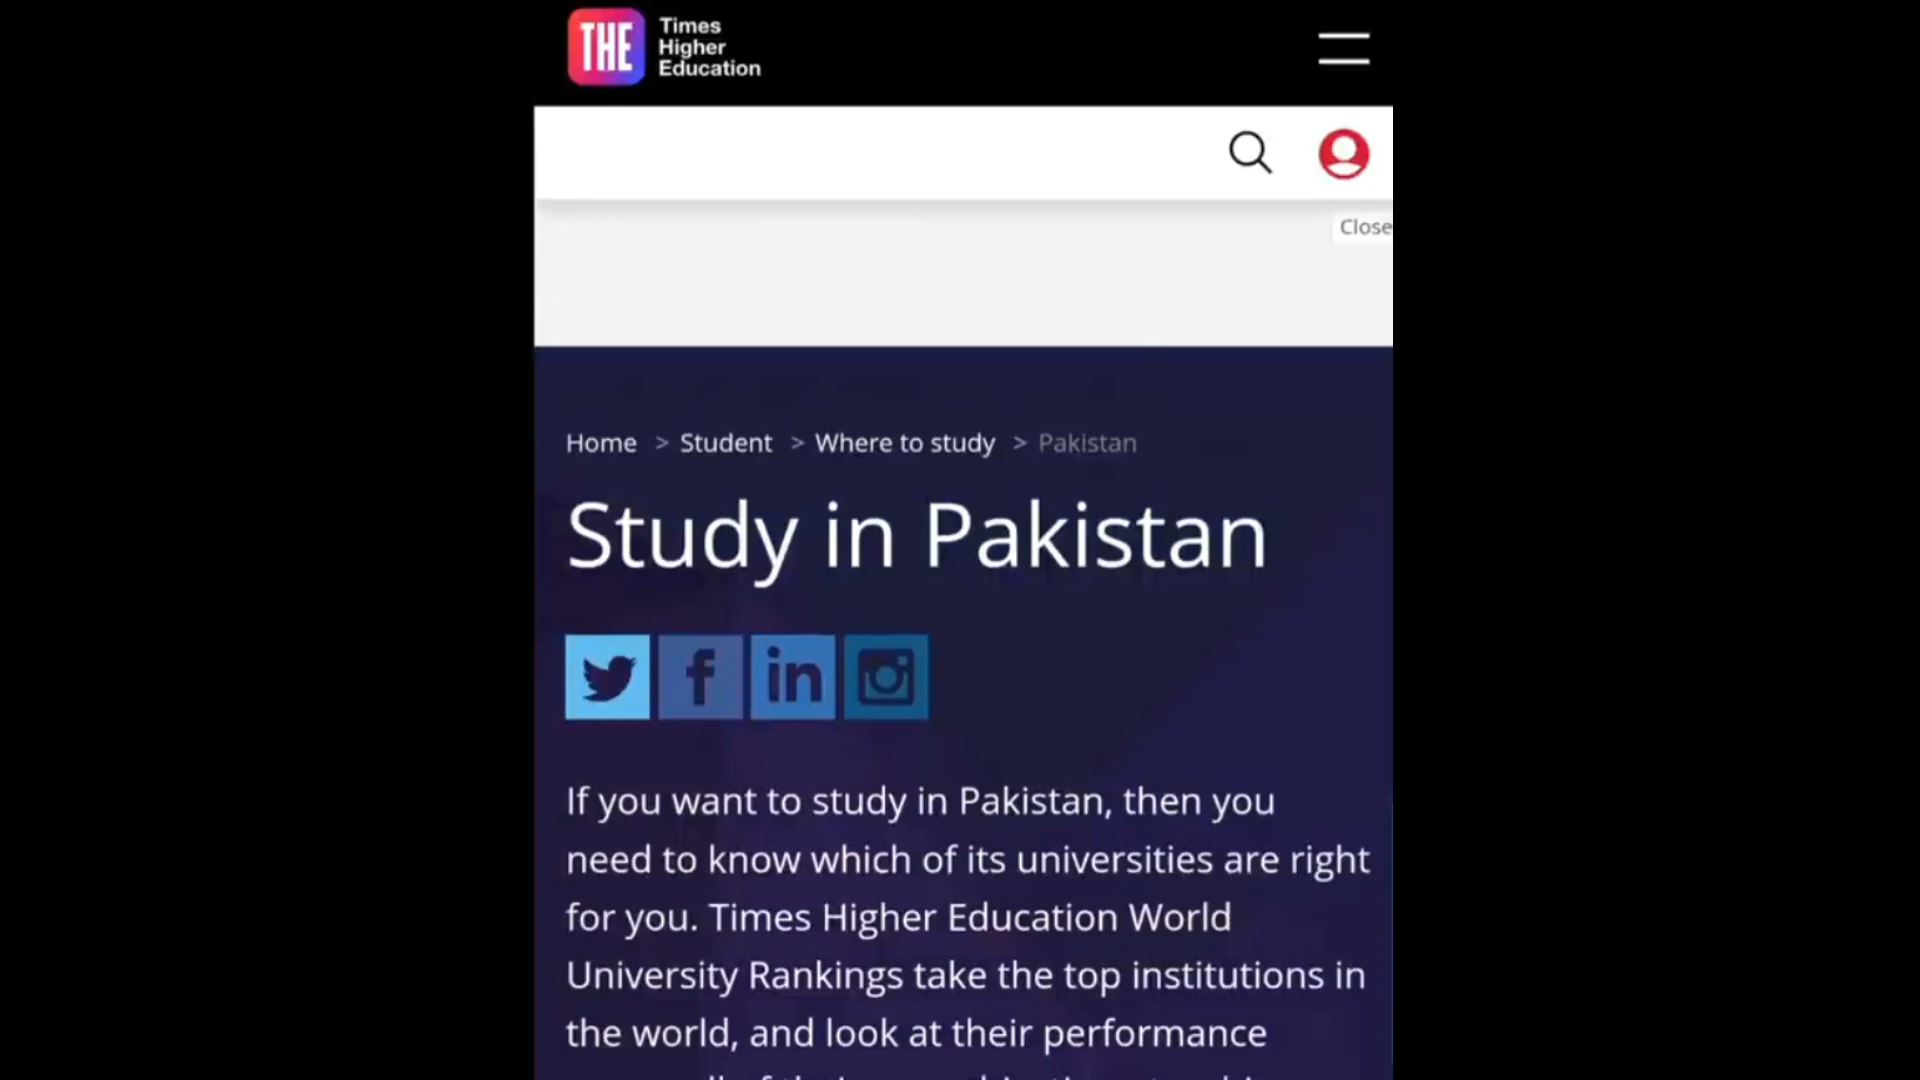 THE
Times
Higher
Education
Close
Home > Student > Where to study > Pakistan
Study in Pakistan
If you want to study in Pakistan, then you
need to know which of its universities are right
for you. Times Higher Education World
University Rankings take the top institutions in
the world, and look at their performance